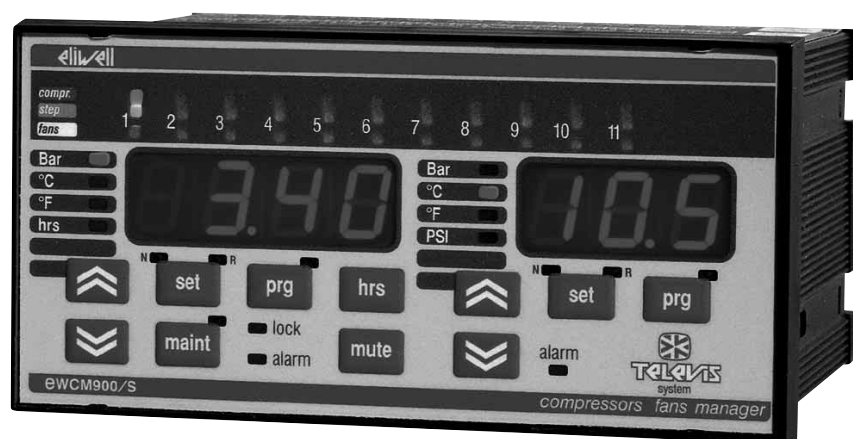 eliwell
compr.
step
fans
1 2 3 4 5 6 7 8 9 10 11
Bar
°C
°F
hrs
3.40
Bar
°C
°F
PSI
10.5
N R
set prg hrs
maint lock
alarm
mute
N R
set prg
alarm
TELEVIS
system
EWCM900/S
compressors fans manager